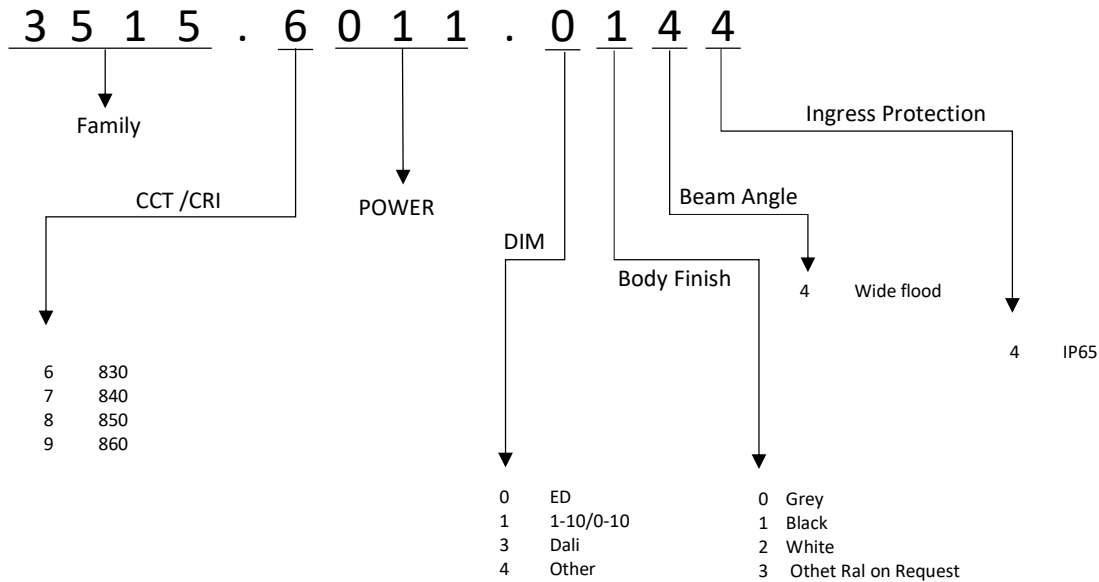 3 5 1 5 . 6 0 1 1 . 0 1 4 4
Ingress Protection
Family
CCT /CRI
POWER
Beam Angle
DIM
Body Finish
4 Wide flood
4 IP65
6 830
7 840
8 850
9 860
0 ED
1 1-10/0-10
3 Dali
4 Other
0 Grey
1 Black
2 White
3 Othet Ral on Request